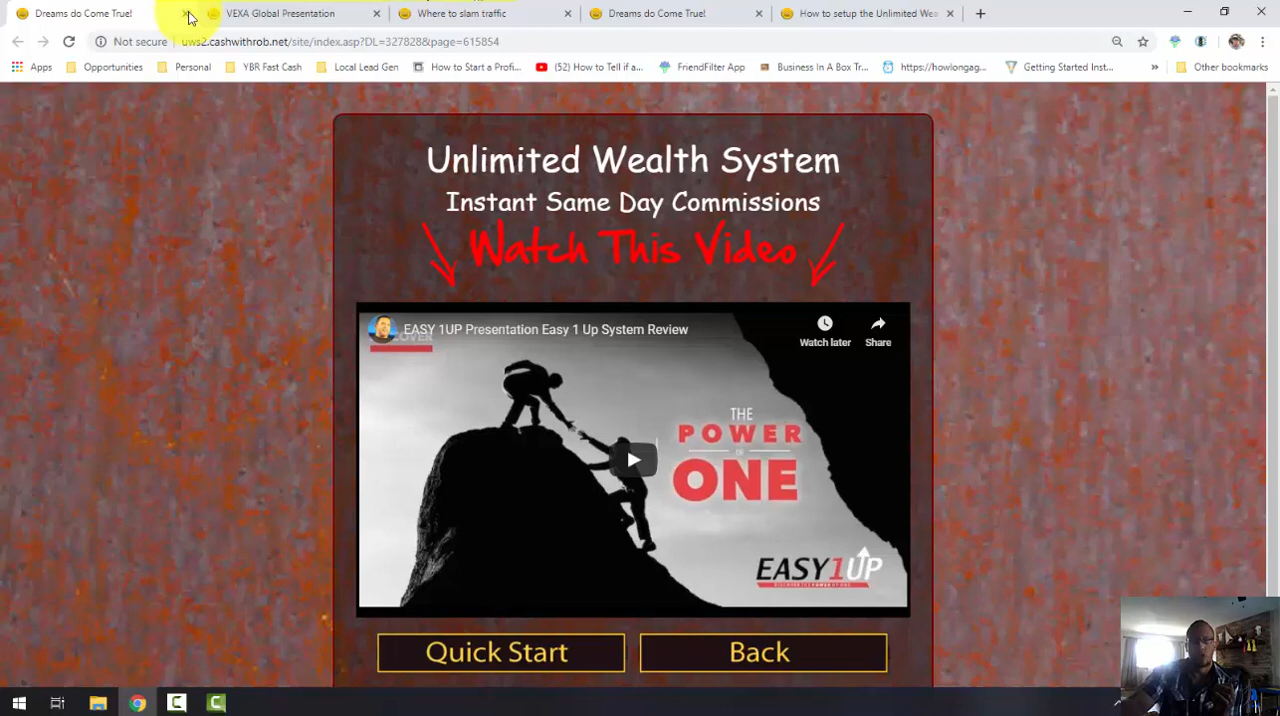 Dreams do Come True!
VEXA Global Presentation
Where to slam traffic
Dreams do Come True!
How to setup the Unlimited Wea
Not secure
uws2.cashwithrob.net/site/index.asp?DL=327828&page=615854
Apps
Opportunities
Personal
YBR Fast Cash
Local Lead Gen
How to Start a Profi...
(52) How to Tell if a...
FriendFilter App
Business In A Box Tr...
https://howlongag...
Getting Started Inst...
Other bookmarks
Unlimited Wealth System
Instant Same Day Commissions
Watch This Video
EASY 1UP Presentation Easy 1 Up System Review
Watch later
Share
THE
POWER
OF
ONE
EASY1UP
Quick Start
Back